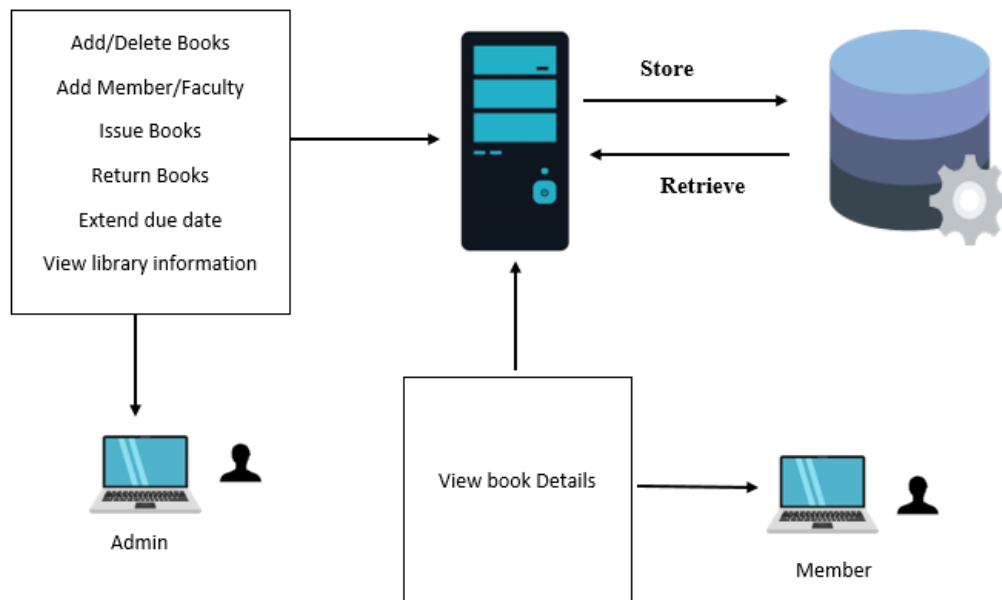 Add/Delete Books
Add Member/Faculty
Issue Books
Return Books
Extend due date
View library information
Store
Retrieve
View book Details
Admin
Member